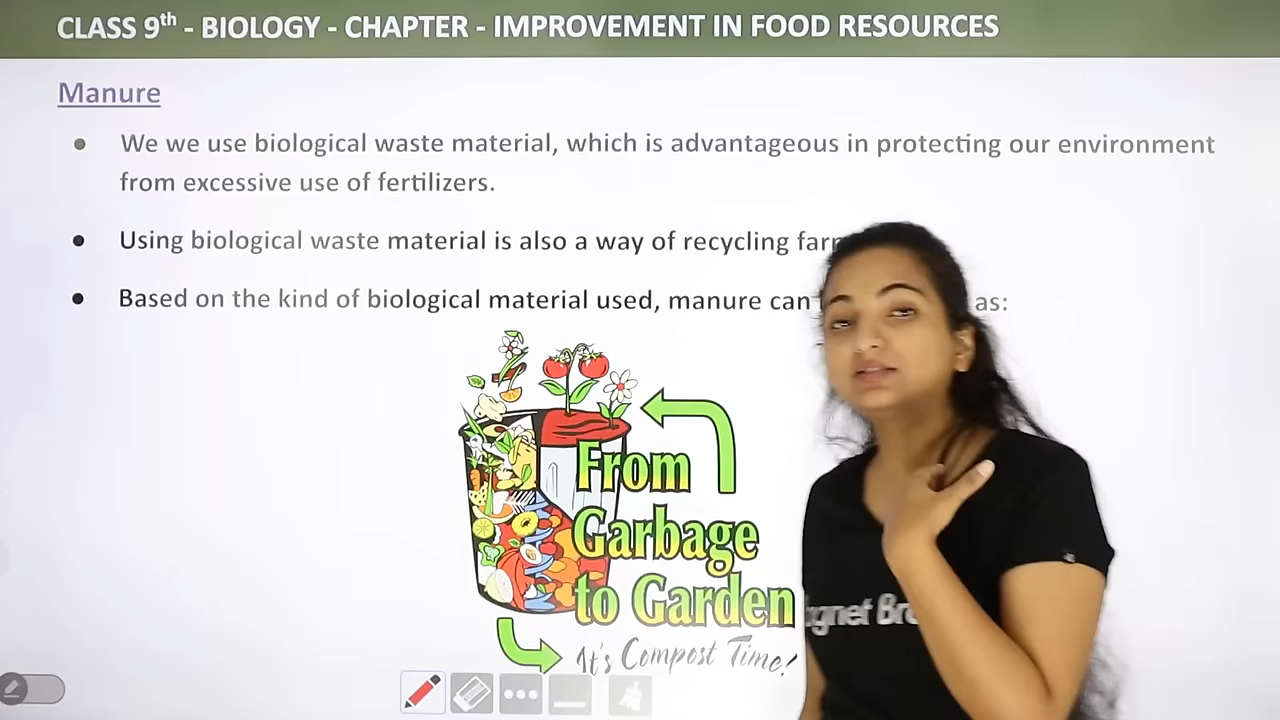 CLASS 9th - BIOLOGY - CHAPTER - IMPROVEMENT IN FOOD RESOURCES
Manure
We we use biological waste material, which is advantageous in protecting our environment
from excessive use of fertilizers.
Using biological waste material is also a way of recycling
Based on the kind of biological material used, manure can as:
From
Garbage
to Garden
It's Compost Time!